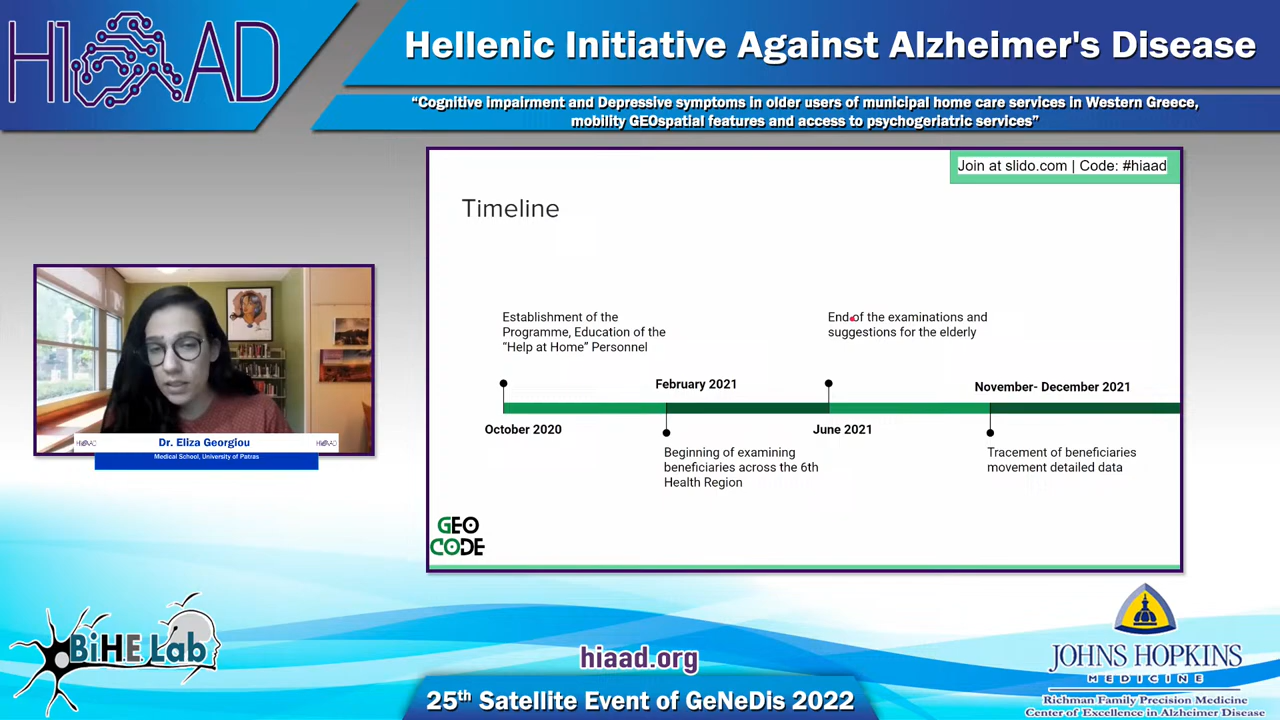 HIAAD
Hellenic Initiative Against Alzheimer's Disease
“Cognitive impairment and Depressive symptoms in older users of municipal home care services in Western Greece,
mobility GEOspatial features and access to psychogeriatric services”
Join at slido.com | Code: #hiaad
Timeline
Establishment of the
Programme, Education of the
"Help at Home" Personnel
End of the examinations and
suggestions for the elderly
February 2021
November- December 2021
October 2020
June 2021
Beginning of examining
beneficiaries across the 6th
Health Region
Tracement of beneficiaries
movement detailed data
GEO
CODE
HIAAD
Dr. Eliza Georgiou
HIAAD
Medical School, University of Patras
BiHE Lab
hiaad.org
25th Satellite Event of GeNeDis 2022
JOHNS HOPKINS
MEDICINE
Richman Family Precision Medicine
Center of Excellence in Alzheimer Disease